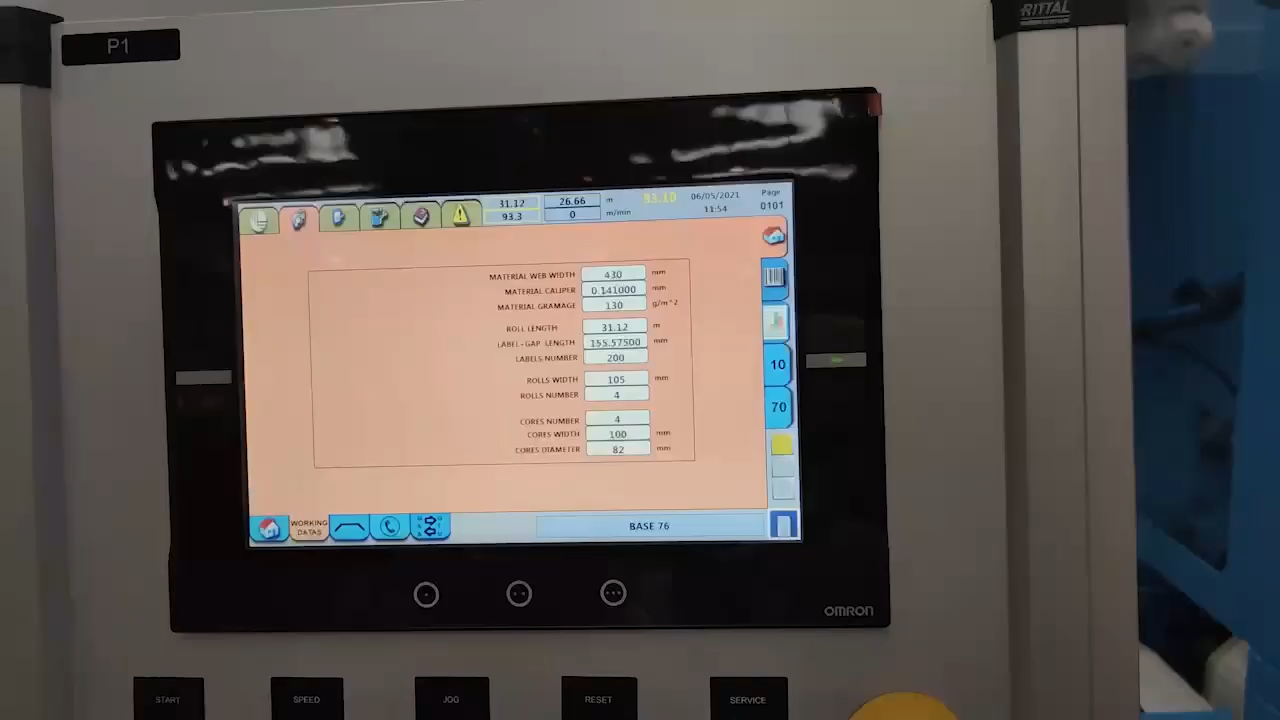 P1
RITTAL
31.12 26.66 m 93.10 06/05/2021 Page
93.3 0 m/min 11:54 0101
MATERIAL WEB WIDTH 430 mm
MATERIAL CALIPER 0.141000 mm
MATERIAL GRAMAGE 130 g/m^2
ROLL LENGTH 31.12 m
LABEL-GAP LENGTH 155.57500 mm
LABELS NUMBER 200
10
ROLLS WIDTH 105 mm
ROLLS NUMBER 4
70
CORES NUMBER 4
CORES WIDTH 100 mm
CORES DIAMETER 82 mm
WORKING
DATAS
BASE 76
OMRON
START SPEED JOG RESET SERVICE